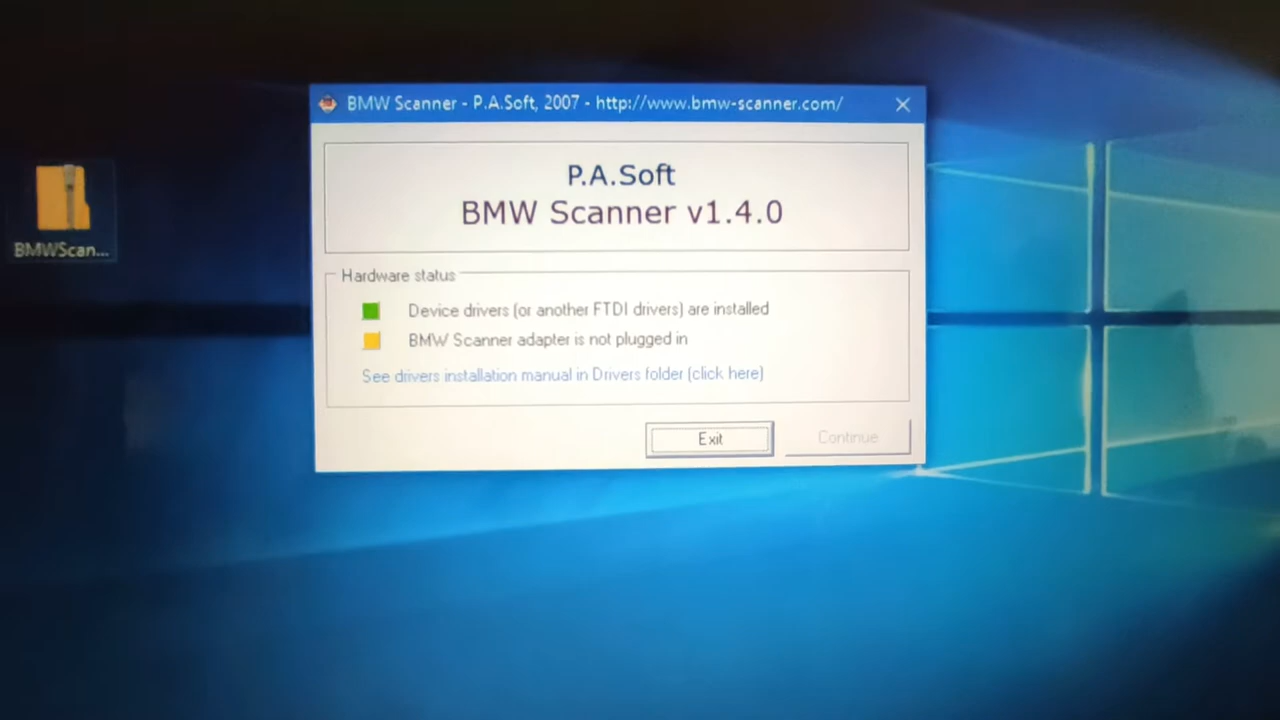 BMW Scanner - P.A.Soft, 2007 - http://www.bmw-scanner.com/
P.A.Soft
BMW Scanner v1.4.0
BMWScan...
Hardware status
Device drivers (or another FTDI drivers) are installed
BMW Scanner adapter is not plugged in
See drivers installation manual in Drivers folder (click here)
Exit
Continue